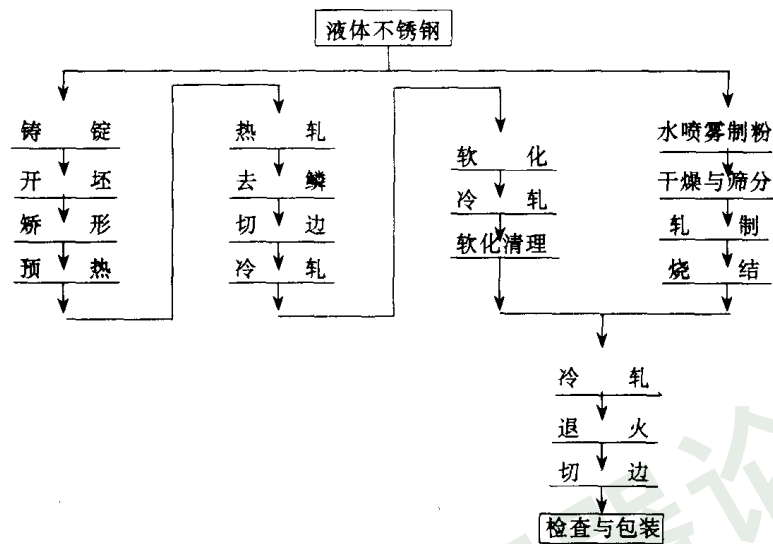 液体不锈钢
铸锭
开坯
矫形
预热
热轧
去鳞
切边
冷轧
软化
冷轧
软化清理
水喷雾制粉
干燥与筛分
轧制
烧结
冷轧
退火
切边
检查与包装